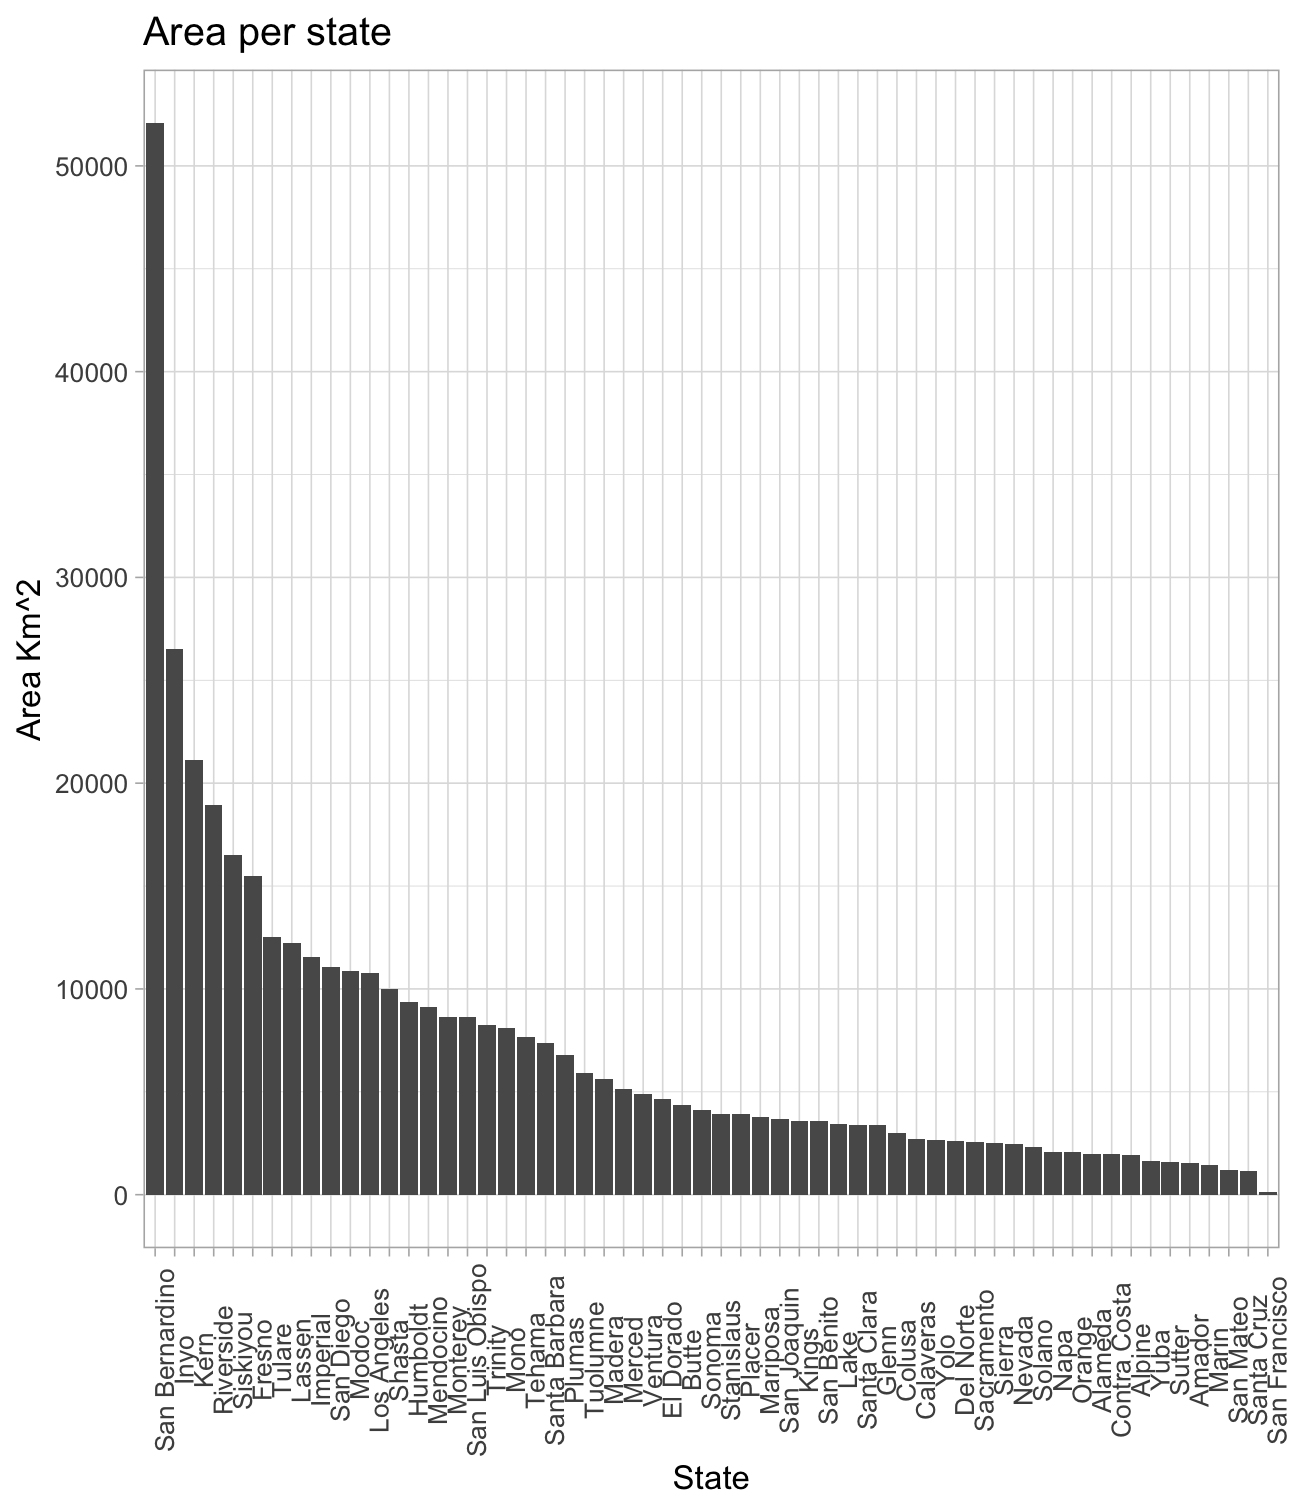 Area per state
Area Km^2
50000
40000
30000
20000
10000
0
San Bernardino
Inyo
Kern
Riverside
Siskiyou
Fresno
Tulare
Lassen
Imperial
San Diego
Modoc
Los Angeles
Shasta
Humboldt
Mendocino
Monterey
San Luis Obispo
Trinity
Mono
Tehama
Santa Barbara
Plumas
Tuolumne
Madera
Merced
Ventura
El Dorado
Butte
Sonoma
Stanislaus
Placer
Mariposa
San Joaquin
Kings
San Benito
Lake
Santa Clara
Glenn
Colusa
Calaveras
Yolo
Del Norte
Sacramento
Sierra
Nevada
Solano
Napa
Orange
Alameda
Contra Costa
Alpine
Yuba
Sutter
Amador
Marin
San Mateo
Santa Cruz
San Francisco
State